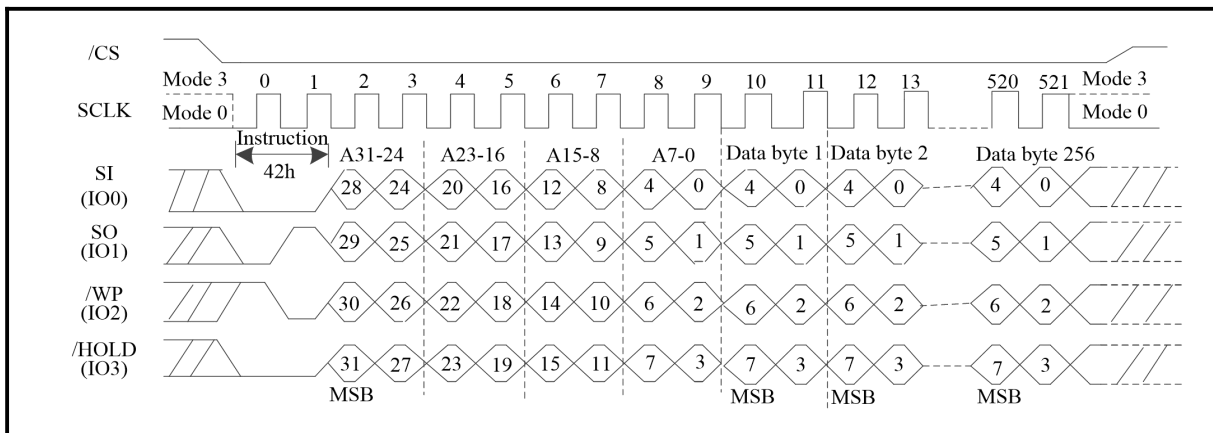 /CS
Mode 3 0 1 2 3 4 5 6 7 8 9 10 11 12 13 520 521 Mode 3
SCLK Mode 0 Mode 0
Instruction
42h
A31-24 A23-16 A15-8 A7-0 Data byte 1 Data byte 2 Data byte 256
SI
(IO0)
28 24 20 16 12 8 4 0 4 0 4 0 4 0
SO
(IO1)
29 25 21 17 13 9 5 1 5 1 5 1 5 1
/WP
(IO2)
30 26 22 18 14 10 6 2 6 2 6 2 6 2
/HOLD
(IO3)
31 27 23 19 15 11 7 3 7 3 7 3 7 3
MSB MSB MSB MSB